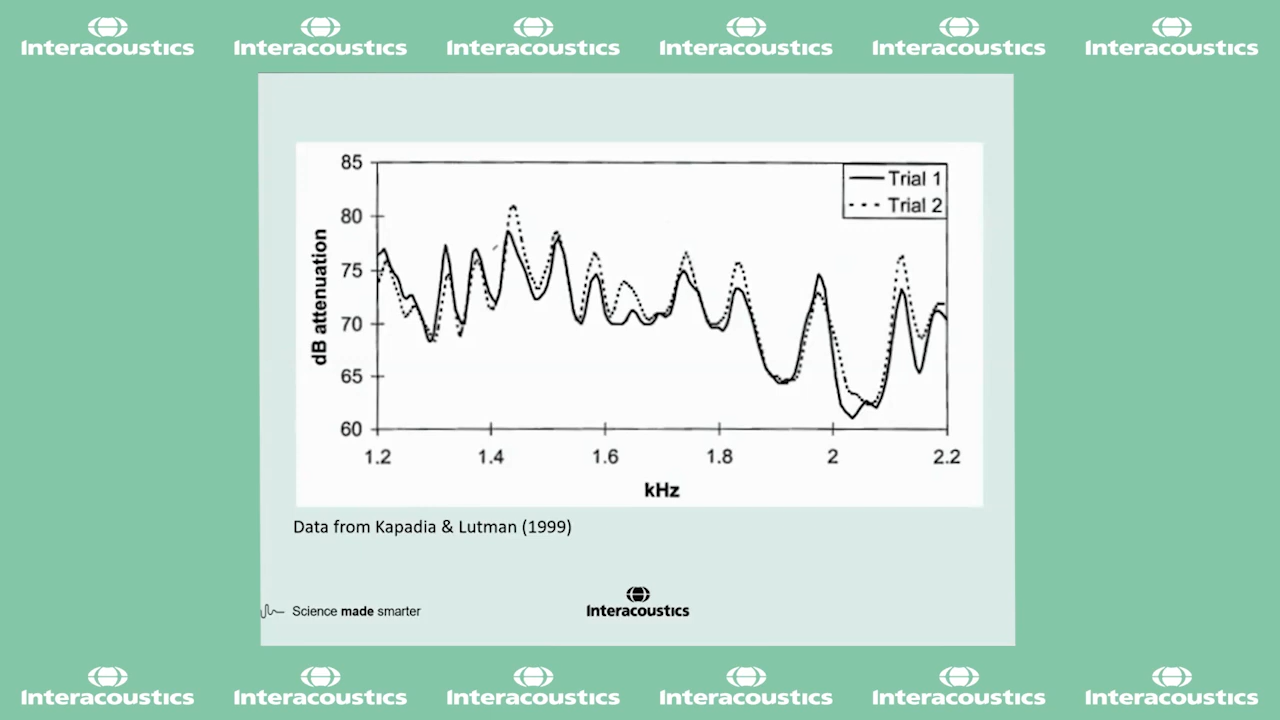 Interacoustics Interacoustics Interacoustics Interacoustics Interacoustics Interacoustics
85
80
75
70
65
60
dB attenuation
Trial 1
Trial 2
1.2 1.4 1.6 1.8 2 2.2
kHz
Data from Kapadia & Lutman (1999)
Science made smarter
Interacoustics
Interacoustics Interacoustics Interacoustics Interacoustics Interacoustics Interacoustics